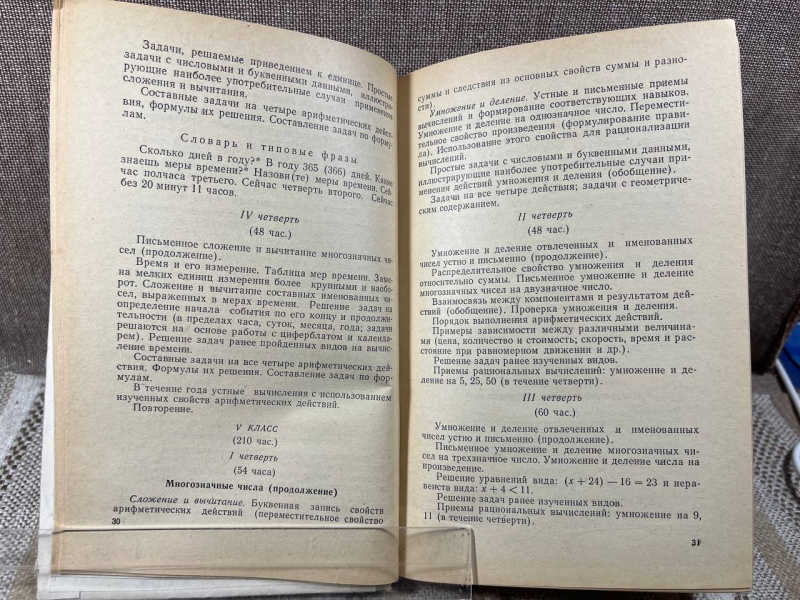 Задачи, решаемые приведением к единице. Простые
задачи с числовыми и буквенными данными, иллюстри-
рующие наиболее употребительные случаи применения
сложения и вычитания.
Составные задачи на четыре арифметических дейст-
вия, формулы их решения. Составление задач по форму-
лам.
Словарь и типовые фразы
Сколько дней в году?* В году 365 (366) дней. Какие
знаешь меры времени?* Назови(те) меры времени. Сей-
час полчаса третьего. Сейчас четверть второго. Сейчас
без 20 минут 11 часов.
IV четверть
(48 час.)
Письменное сложение и вычитание многозначных чи-
сел (продолжение).
Время и его измерение. Таблица мер времени. Заме-
на мелких единиц измерения более крупными и наобо-
рот. Сложение и вычитание составных именованных чи-
сел, выраженных в мерах времени. Решение задач на
определение начала события по его концу и продолжи-
тельности (в пределах часа, суток, месяца, года; задачи
решаются на основе работы с циферблатом и календа-
рем). Решение задач ранее пройденных видов на вычис-
ление времени.
Составные задачи на все четыре арифметических дей-
ствия. Формулы их решения. Составление задач по фор-
мулам.
В течение года устные вычисления с использованием
изученных свойств арифметических действий.
Повторение.
V КЛАСС
(210 час.)
I четверть
(54 часа)
Многозначные числа (продолжение)
Сложение и вычитание. Буквенная запись свойств
арифметических действий (переместительное свойство
30
суммы и следствия из основных свойств суммы и разно-
сти).
Умножение и деление. Устные и письменные приемы
вычислений и формирование соответствующих навыков.
Умножение и деление на однозначное число. Перемести-
тельное свойство произведения (формулирование прави-
ла). Использование этого свойства для рационализации
вычислений.
Простые задачи с числовыми и буквенными данными,
иллюстрирующие наиболее употребительные случаи при-
менения действий умножения и деления (обобщение).
Задачи на все четыре действия; задачи с геометриче-
ским содержанием.
II четверть
(48 час.)
Умножение и деление отвлеченных и именованных
чисел устно и письменно (продолжение).
Распределительное свойство умножения и деления
относительно суммы. Письменное умножение и деление
многозначных чисел на двузначное число.
Взаимосвязь между компонентами и результатом дей-
ствий (обобщение). Проверка умножения и деления.
Порядок выполнения арифметических действий.
Примеры зависимости между различными величина-
ми (цена, количество и стоимость; скорость, время и рас-
стояние при равномерном движении и др.).
Решение задач ранее изученных видов.
Приемы рациональных вычислений: умножение и де-
ление на 5, 25, 50 (в течение четверти).
III четверть
(60 час.)
Умножение и деление отвлеченных и именованных
чисел устно и письменно (продолжение).
Письменное умножение и деление многозначных чи-
сел на трехзначное число. Умножение и деление числа на
произведение.
Решение уравнений вида: (x + 24) — 16 = 23 и нера-
венств вида: x + 4 < 11.
Решение задач ранее изученных видов.
Приемы рациональных вычислений: умножение на 9,
11 (в течение четверти).
31